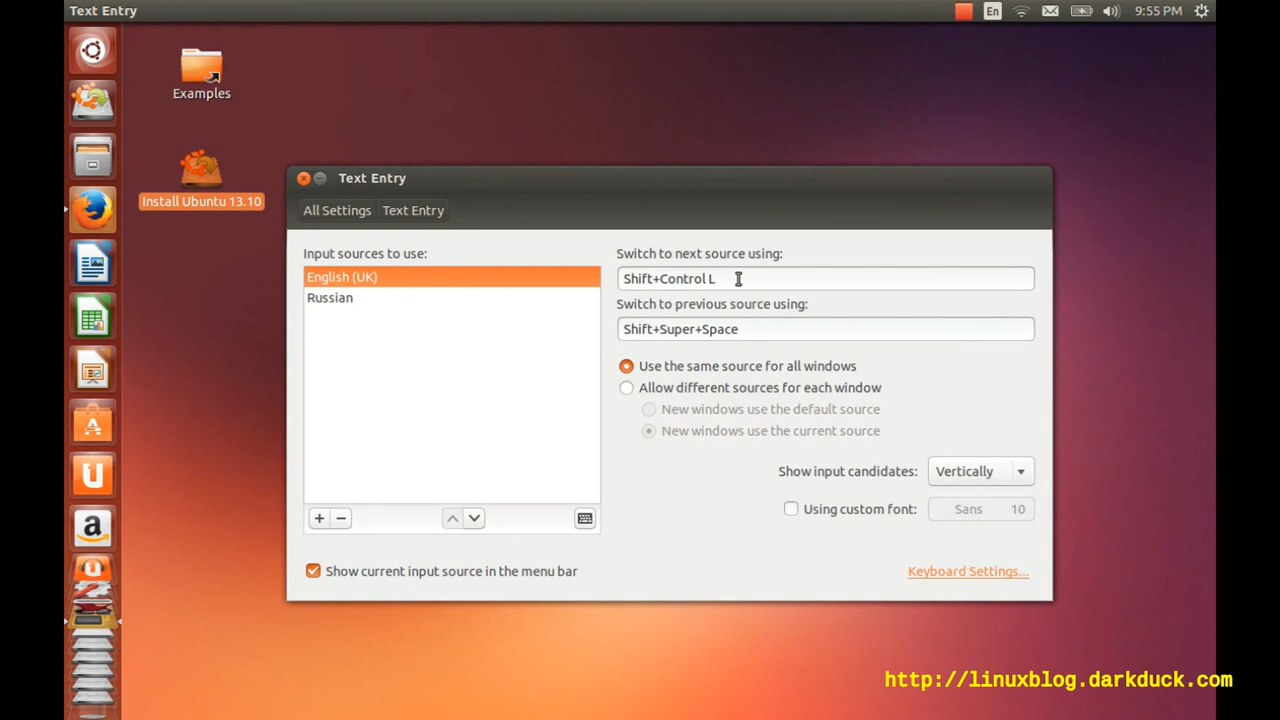 Text Entry
En
9:55 PM
Examples
Install Ubuntu 13.10
Text Entry
All Settings
Text Entry
Input sources to use:
English (UK)
Russian
Switch to next source using:
Shift+Control L
Switch to previous source using:
Shift+Super+Space
Use the same source for all windows
Allow different sources for each window
New windows use the default source
New windows use the current source
Show input candidates:
Vertically
Using custom font:
Sans
10
Show current input source in the menu bar
Keyboard Settings...
http://linuxblog.darkduck.com